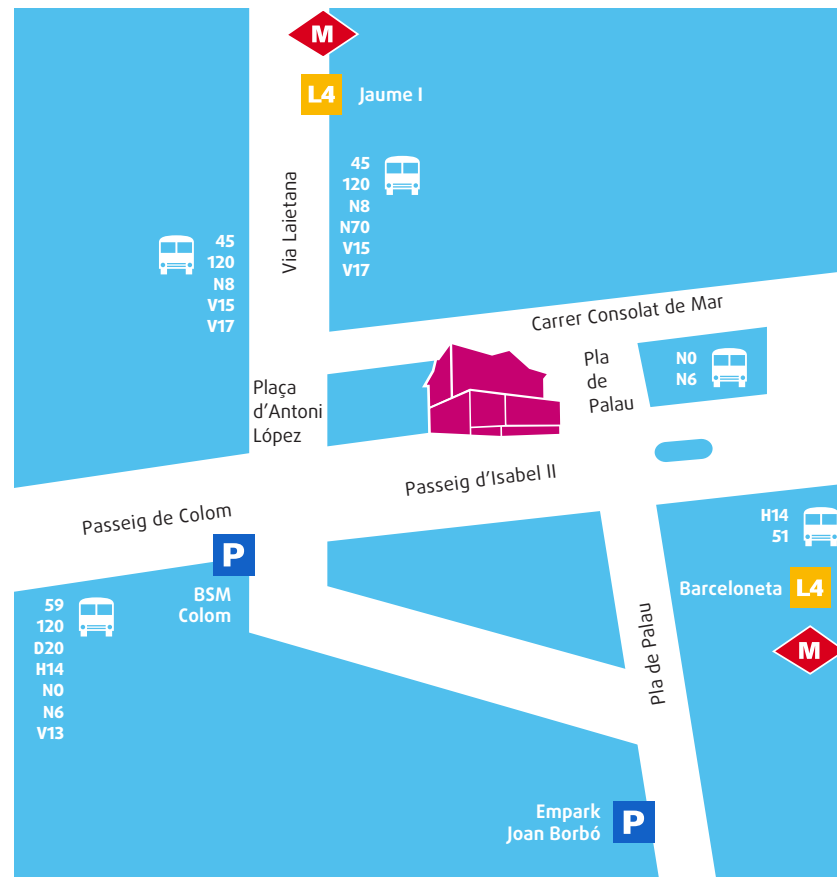 M
L4 Jaume I
45
120
N8
N70
V15
V17
Via Laietana
45
120
N8
V15
V17
Carrer Consolat de Mar
Pla
de
Palau
N0
N6
Plaça
d'Antoni
López
Passeig d'Isabel II
Passeig de Colom
H14
51
P
BSM
Colom
Barceloneta L4
59
120
D20
H14
N0
N6
V13
Pla de Palau
M
Empark
Joan Borbó
P